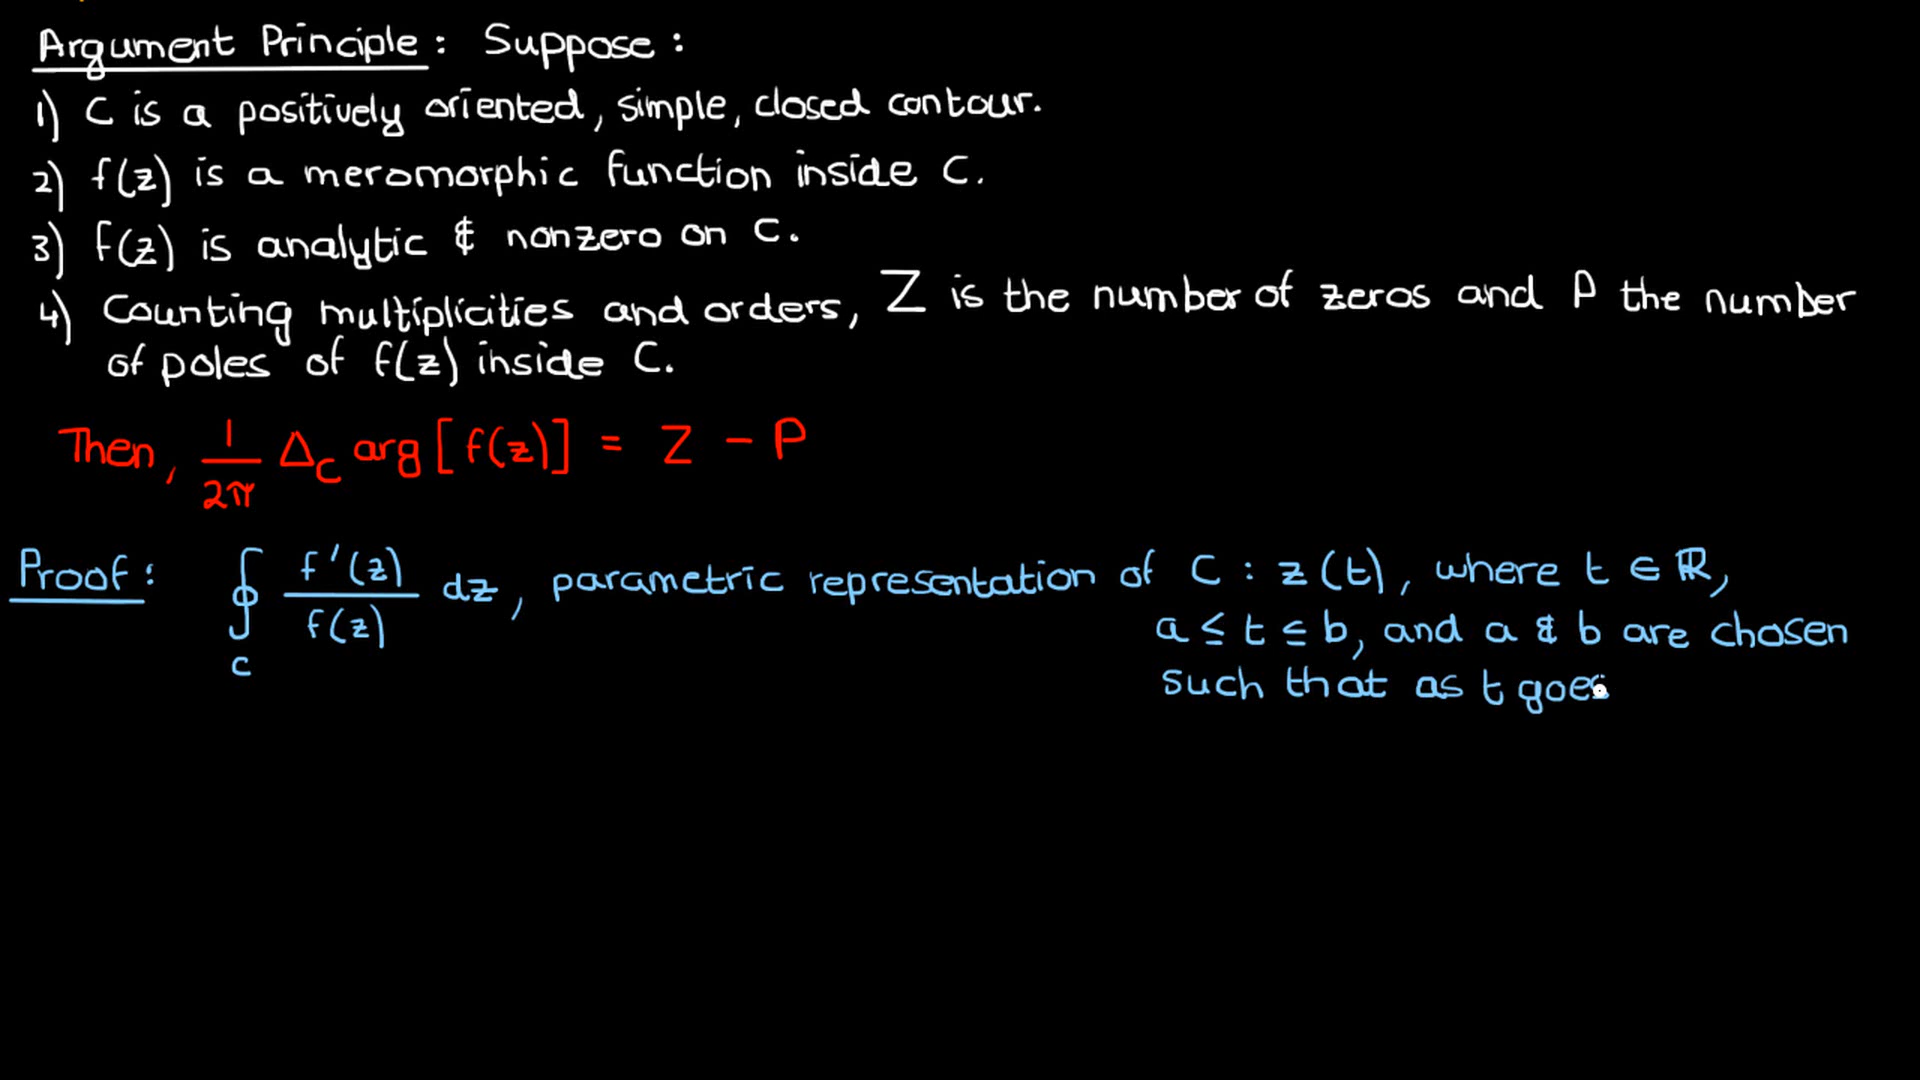 Argument Principle: Suppose:
1) C is a positively oriented, simple, closed contour.
2) f(z) is a meromorphic function inside C.
3) f(z) is analytic & nonzero on C.
4) Counting multiplicities and orders, Z is the number of zeros and P the number
of poles of f(z) inside C.
Then, 1/2π Δ_C arg[f(z)] = Z - P
Proof: ∮_C f'(z)/f(z) dz, parametric representation of C: z(t), where t ∈ ℝ,
a ≤ t ≤ b, and a & b are chosen
such that as t goes